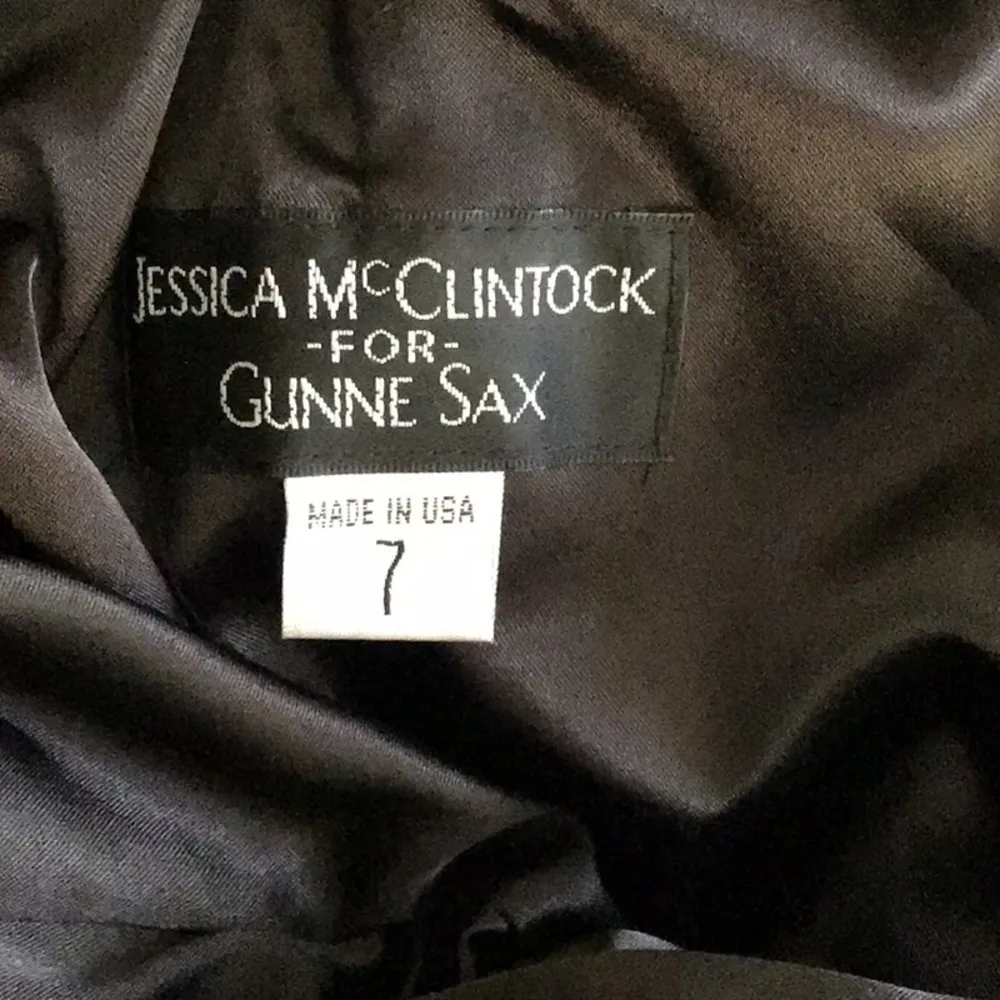 JESSICA MCCLINTOCK
-FOR-
GUNNE SAX
MADE IN USA
7